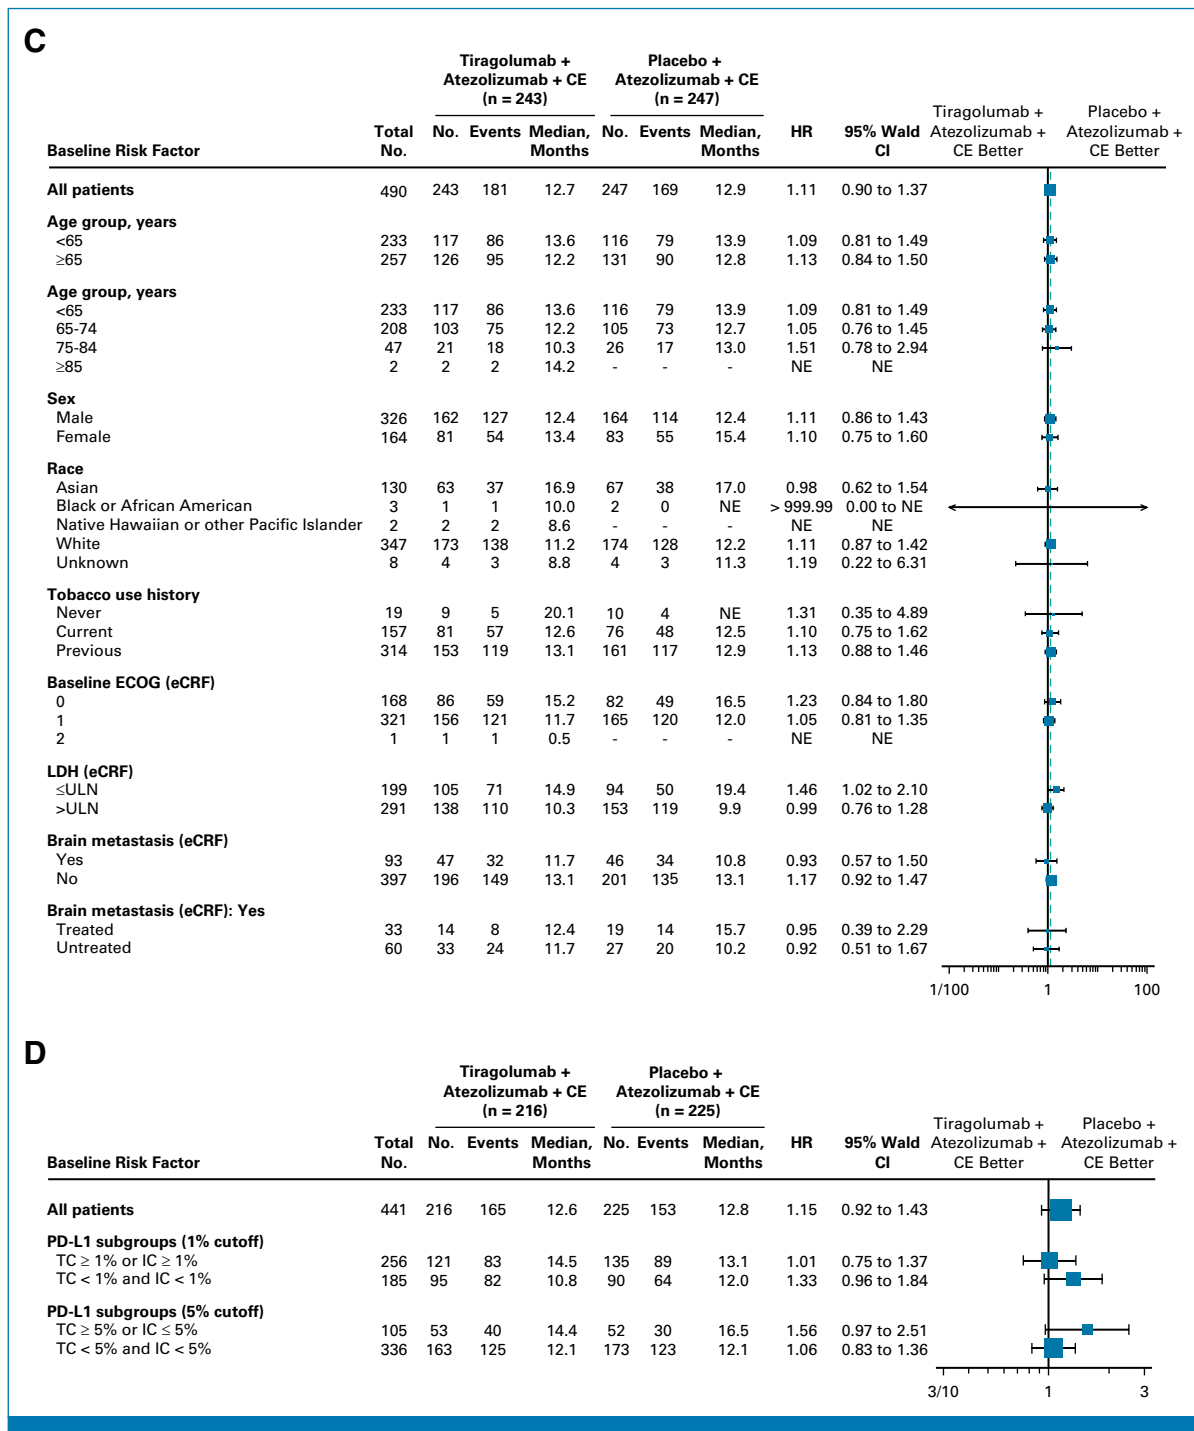 C
Tiragolumab + Atezolizumab + CE (n = 243) Placebo + Atezolizumab + CE (n = 247)
Tiragolumab + Atezolizumab + CE Better Placebo + Atezolizumab + CE Better
Baseline Risk Factor Total No. No. Events Median, Months No. Events Median, Months HR 95% Wald CI
All patients 490 243 181 12.7 247 169 12.9 1.11 0.90 to 1.37
Age group, years
<65 233 117 86 13.6 116 79 13.9 1.09 0.81 to 1.49
≥65 257 126 95 12.2 131 90 12.8 1.13 0.84 to 1.50
Age group, years
<65 233 117 86 13.6 116 79 13.9 1.09 0.81 to 1.49
65-74 208 103 75 12.2 105 73 12.7 1.05 0.76 to 1.45
75-84 47 21 18 10.3 26 17 13.0 1.51 0.78 to 2.94
≥85 2 2 2 14.2 - - - NE NE
Sex
Male 326 162 127 12.4 164 114 12.4 1.11 0.86 to 1.43
Female 164 81 54 13.4 83 55 15.4 1.10 0.75 to 1.60
Race
Asian 130 63 37 16.9 67 38 17.0 0.98 0.62 to 1.54
Black or African American 3 1 1 10.0 2 0 NE > 999.99 0.00 to NE
Native Hawaiian or other Pacific Islander 2 2 2 8.6 - - - NE NE
White 347 173 138 11.2 174 128 12.2 1.11 0.87 to 1.42
Unknown 8 4 3 8.8 4 3 11.3 1.19 0.22 to 6.31
Tobacco use history
Never 19 9 5 20.1 10 4 NE 1.31 0.35 to 4.89
Current 157 81 57 12.6 76 48 12.5 1.10 0.75 to 1.62
Previous 314 153 119 13.1 161 117 12.9 1.13 0.88 to 1.46
Baseline ECOG (eCRF)
0 168 86 59 15.2 82 49 16.5 1.23 0.84 to 1.80
1 321 156 121 11.7 165 120 12.0 1.05 0.81 to 1.35
2 1 1 1 0.5 - - - NE NE
LDH (eCRF)
≤ULN 199 105 71 14.9 94 50 19.4 1.46 1.02 to 2.10
>ULN 291 138 110 10.3 153 119 9.9 0.99 0.76 to 1.28
Brain metastasis (eCRF)
Yes 93 47 32 11.7 46 34 10.8 0.93 0.57 to 1.50
No 397 196 149 13.1 201 135 13.1 1.17 0.92 to 1.47
Brain metastasis (eCRF): Yes
Treated 33 14 8 12.4 19 14 15.7 0.95 0.39 to 2.29
Untreated 60 33 24 11.7 27 20 10.2 0.92 0.51 to 1.67
1/100 1 100
D
Tiragolumab + Atezolizumab + CE (n = 216) Placebo + Atezolizumab + CE (n = 225)
Tiragolumab + Atezolizumab + CE Better Placebo + Atezolizumab + CE Better
Baseline Risk Factor Total No. No. Events Median, Months No. Events Median, Months HR 95% Wald CI
All patients 441 216 165 12.6 225 153 12.8 1.15 0.92 to 1.43
PD-L1 subgroups (1% cutoff)
TC ≥ 1% or IC ≥ 1% 256 121 83 14.5 135 89 13.1 1.01 0.75 to 1.37
TC < 1% and IC < 1% 185 95 82 10.8 90 64 12.0 1.33 0.96 to 1.84
PD-L1 subgroups (5% cutoff)
TC ≥ 5% or IC ≤ 5% 105 53 40 14.4 52 30 16.5 1.56 0.97 to 2.51
TC < 5% and IC < 5% 336 163 125 12.1 173 123 12.1 1.06 0.83 to 1.36
3/10 1 3